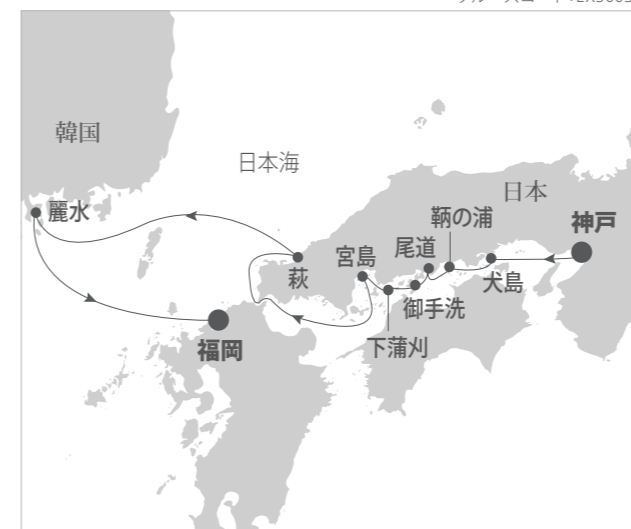 韓国
日本海
日本
麗水
鞆の浦
神戸
尾道
宮島
萩
犬島
御手洗
下蒲刈
福岡